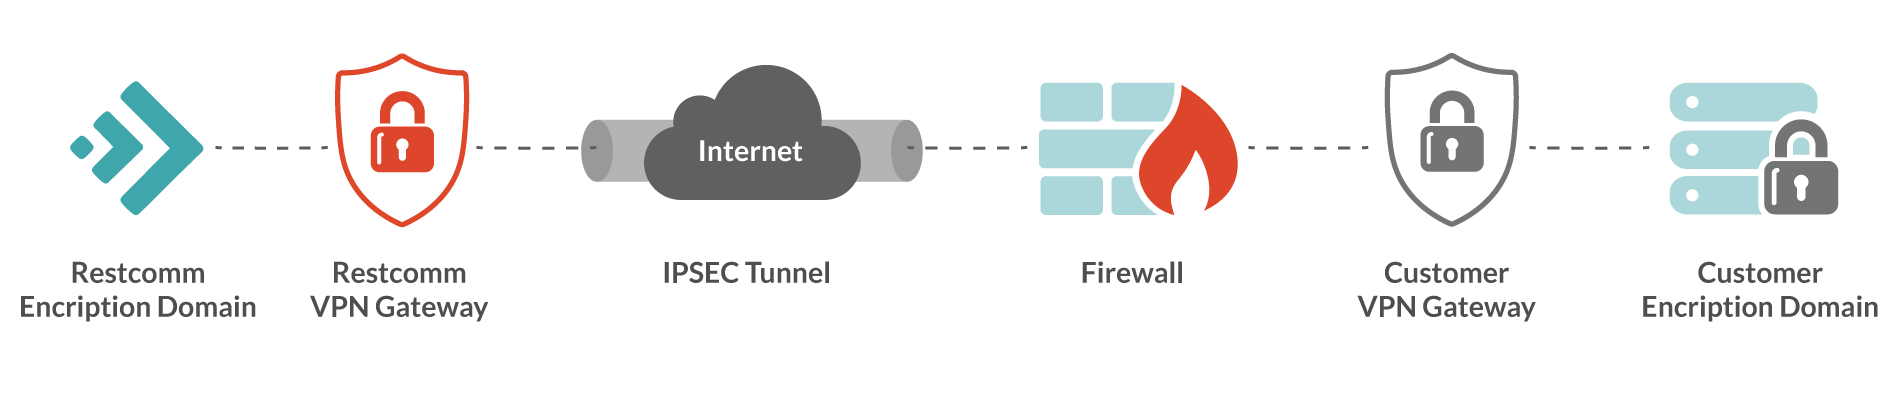 Internet
Restcomm
Encription Domain
Restcomm
VPN Gateway
IPSEC Tunnel
Firewall
Customer
VPN Gateway
Customer
Encription Domain